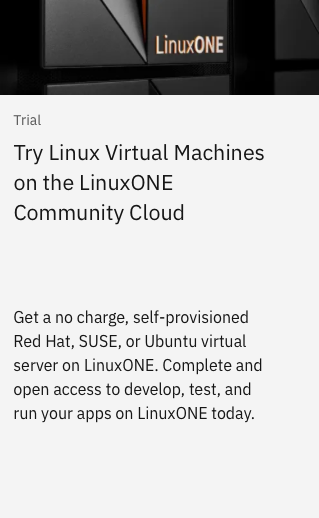 LinuxONE
Trial
Try Linux Virtual Machines
on the LinuxONE
Community Cloud
Get a no charge, self-provisioned
Red Hat, SUSE, or Ubuntu virtual
server on LinuxONE. Complete and
open access to develop, test, and
run your apps on LinuxONE today.